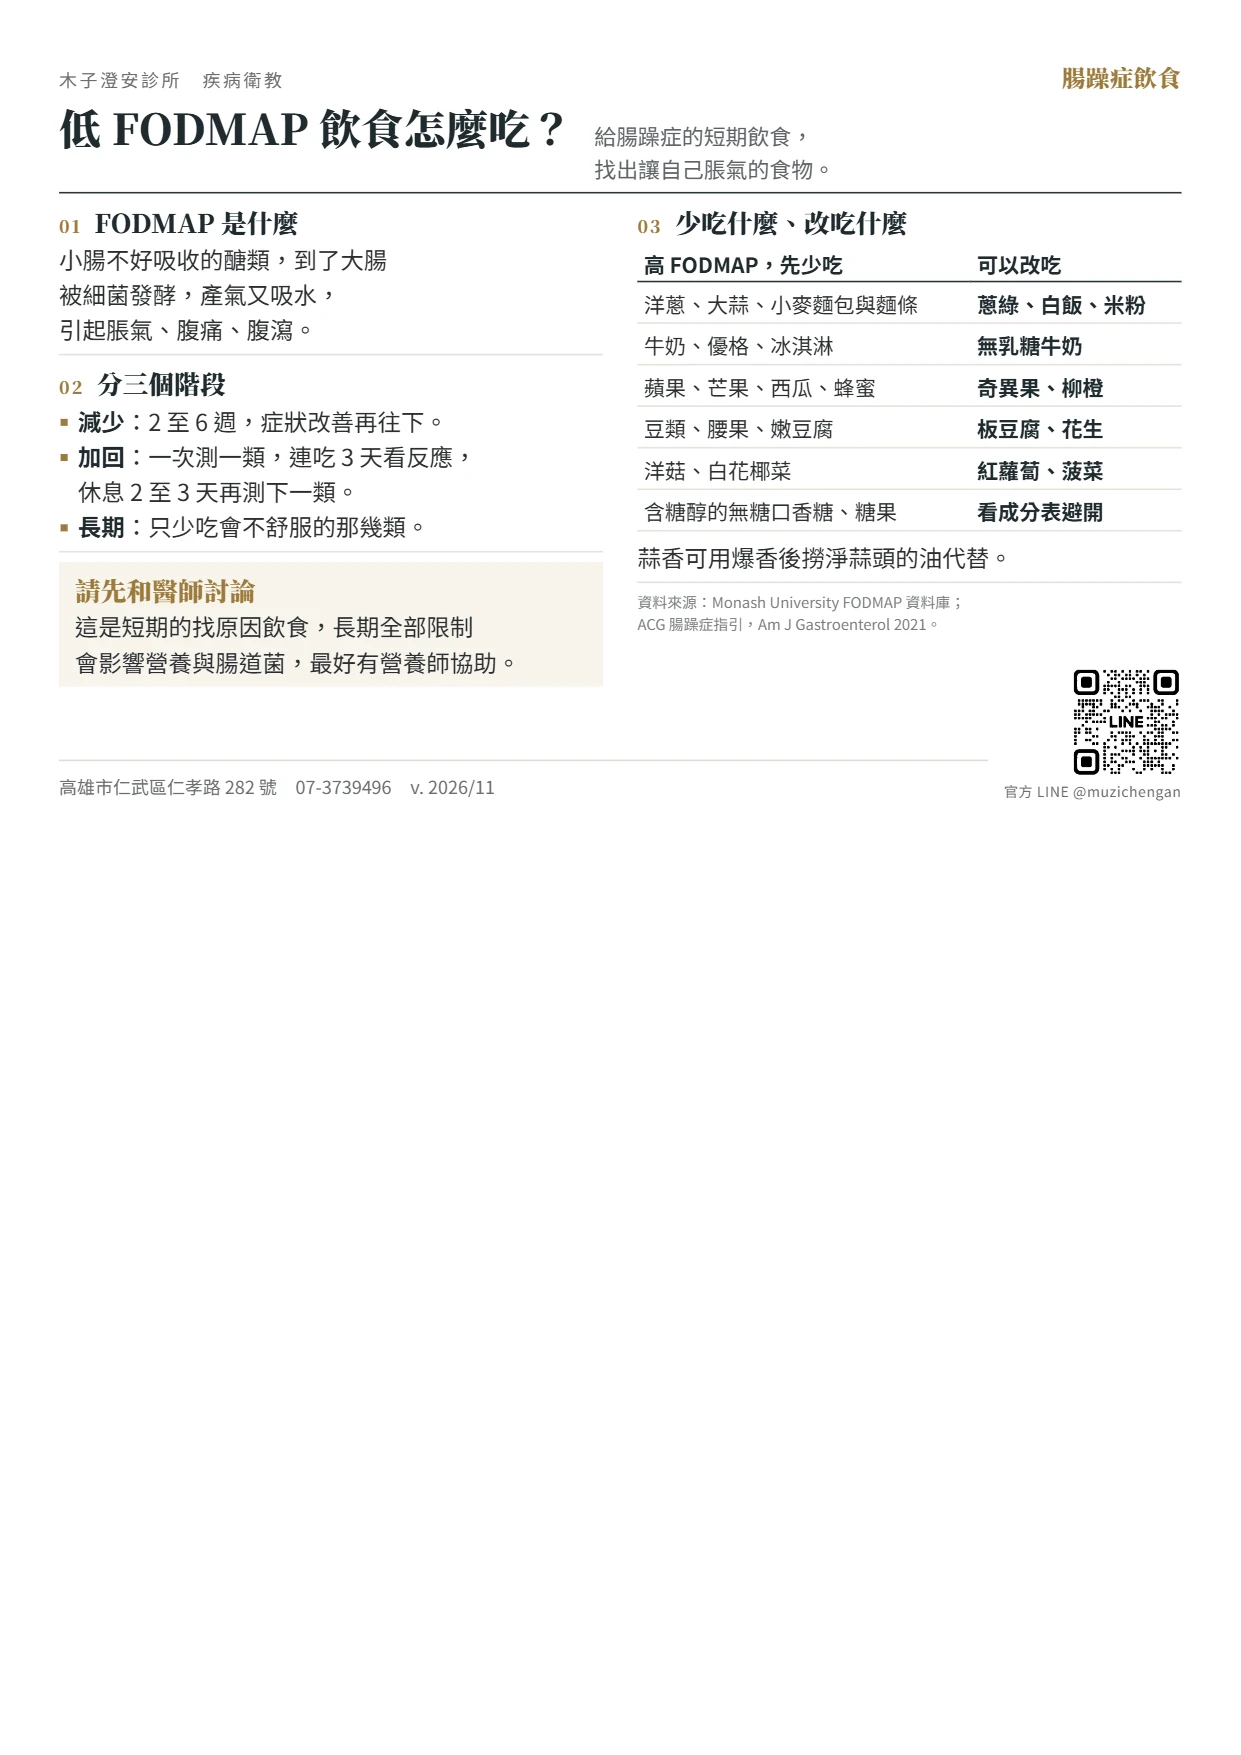 木子澄安診所　疾病衛教
腸躁症飲食
低 FODMAP 飲食怎麼吃？
給腸躁症的短期飲食，
找出讓自己脹氣的食物。
01 FODMAP 是什麼
小腸不好吸收的醣類，到了大腸
被細菌發酵，產氣又吸水，
引起脹氣、腹痛、腹瀉。
02 分三個階段
▪ 減少：2 至 6 週，症狀改善再往下。
▪ 加回：一次測一類，連吃 3 天看反應，
休息 2 至 3 天再測下一類。
▪ 長期：只少吃會不舒服的那幾類。
請先和醫師討論
這是短期的找原因飲食，長期全部限制
會影響營養與腸道菌，最好有營養師協助。
03 少吃什麼、改吃什麼
高 FODMAP，先少吃　可以改吃
洋蔥、大蒜、小麥麵包與麵條　蔥綠、白飯、米粉
牛奶、優格、冰淇淋　無乳糖牛奶
蘋果、芒果、西瓜、蜂蜜　奇異果、柳橙
豆類、腰果、嫩豆腐　板豆腐、花生
洋菇、白花椰菜　紅蘿蔔、菠菜
含糖醇的無糖口香糖、糖果　看成分表避開
蒜香可用爆香後撈淨蒜頭的油代替。
資料來源：Monash University FODMAP 資料庫；
ACG 腸躁症指引，Am J Gastroenterol 2021。
LINE
高雄市仁武區仁孝路 282 號　07-3739496　v. 2026/11
官方 LINE @muzichengan